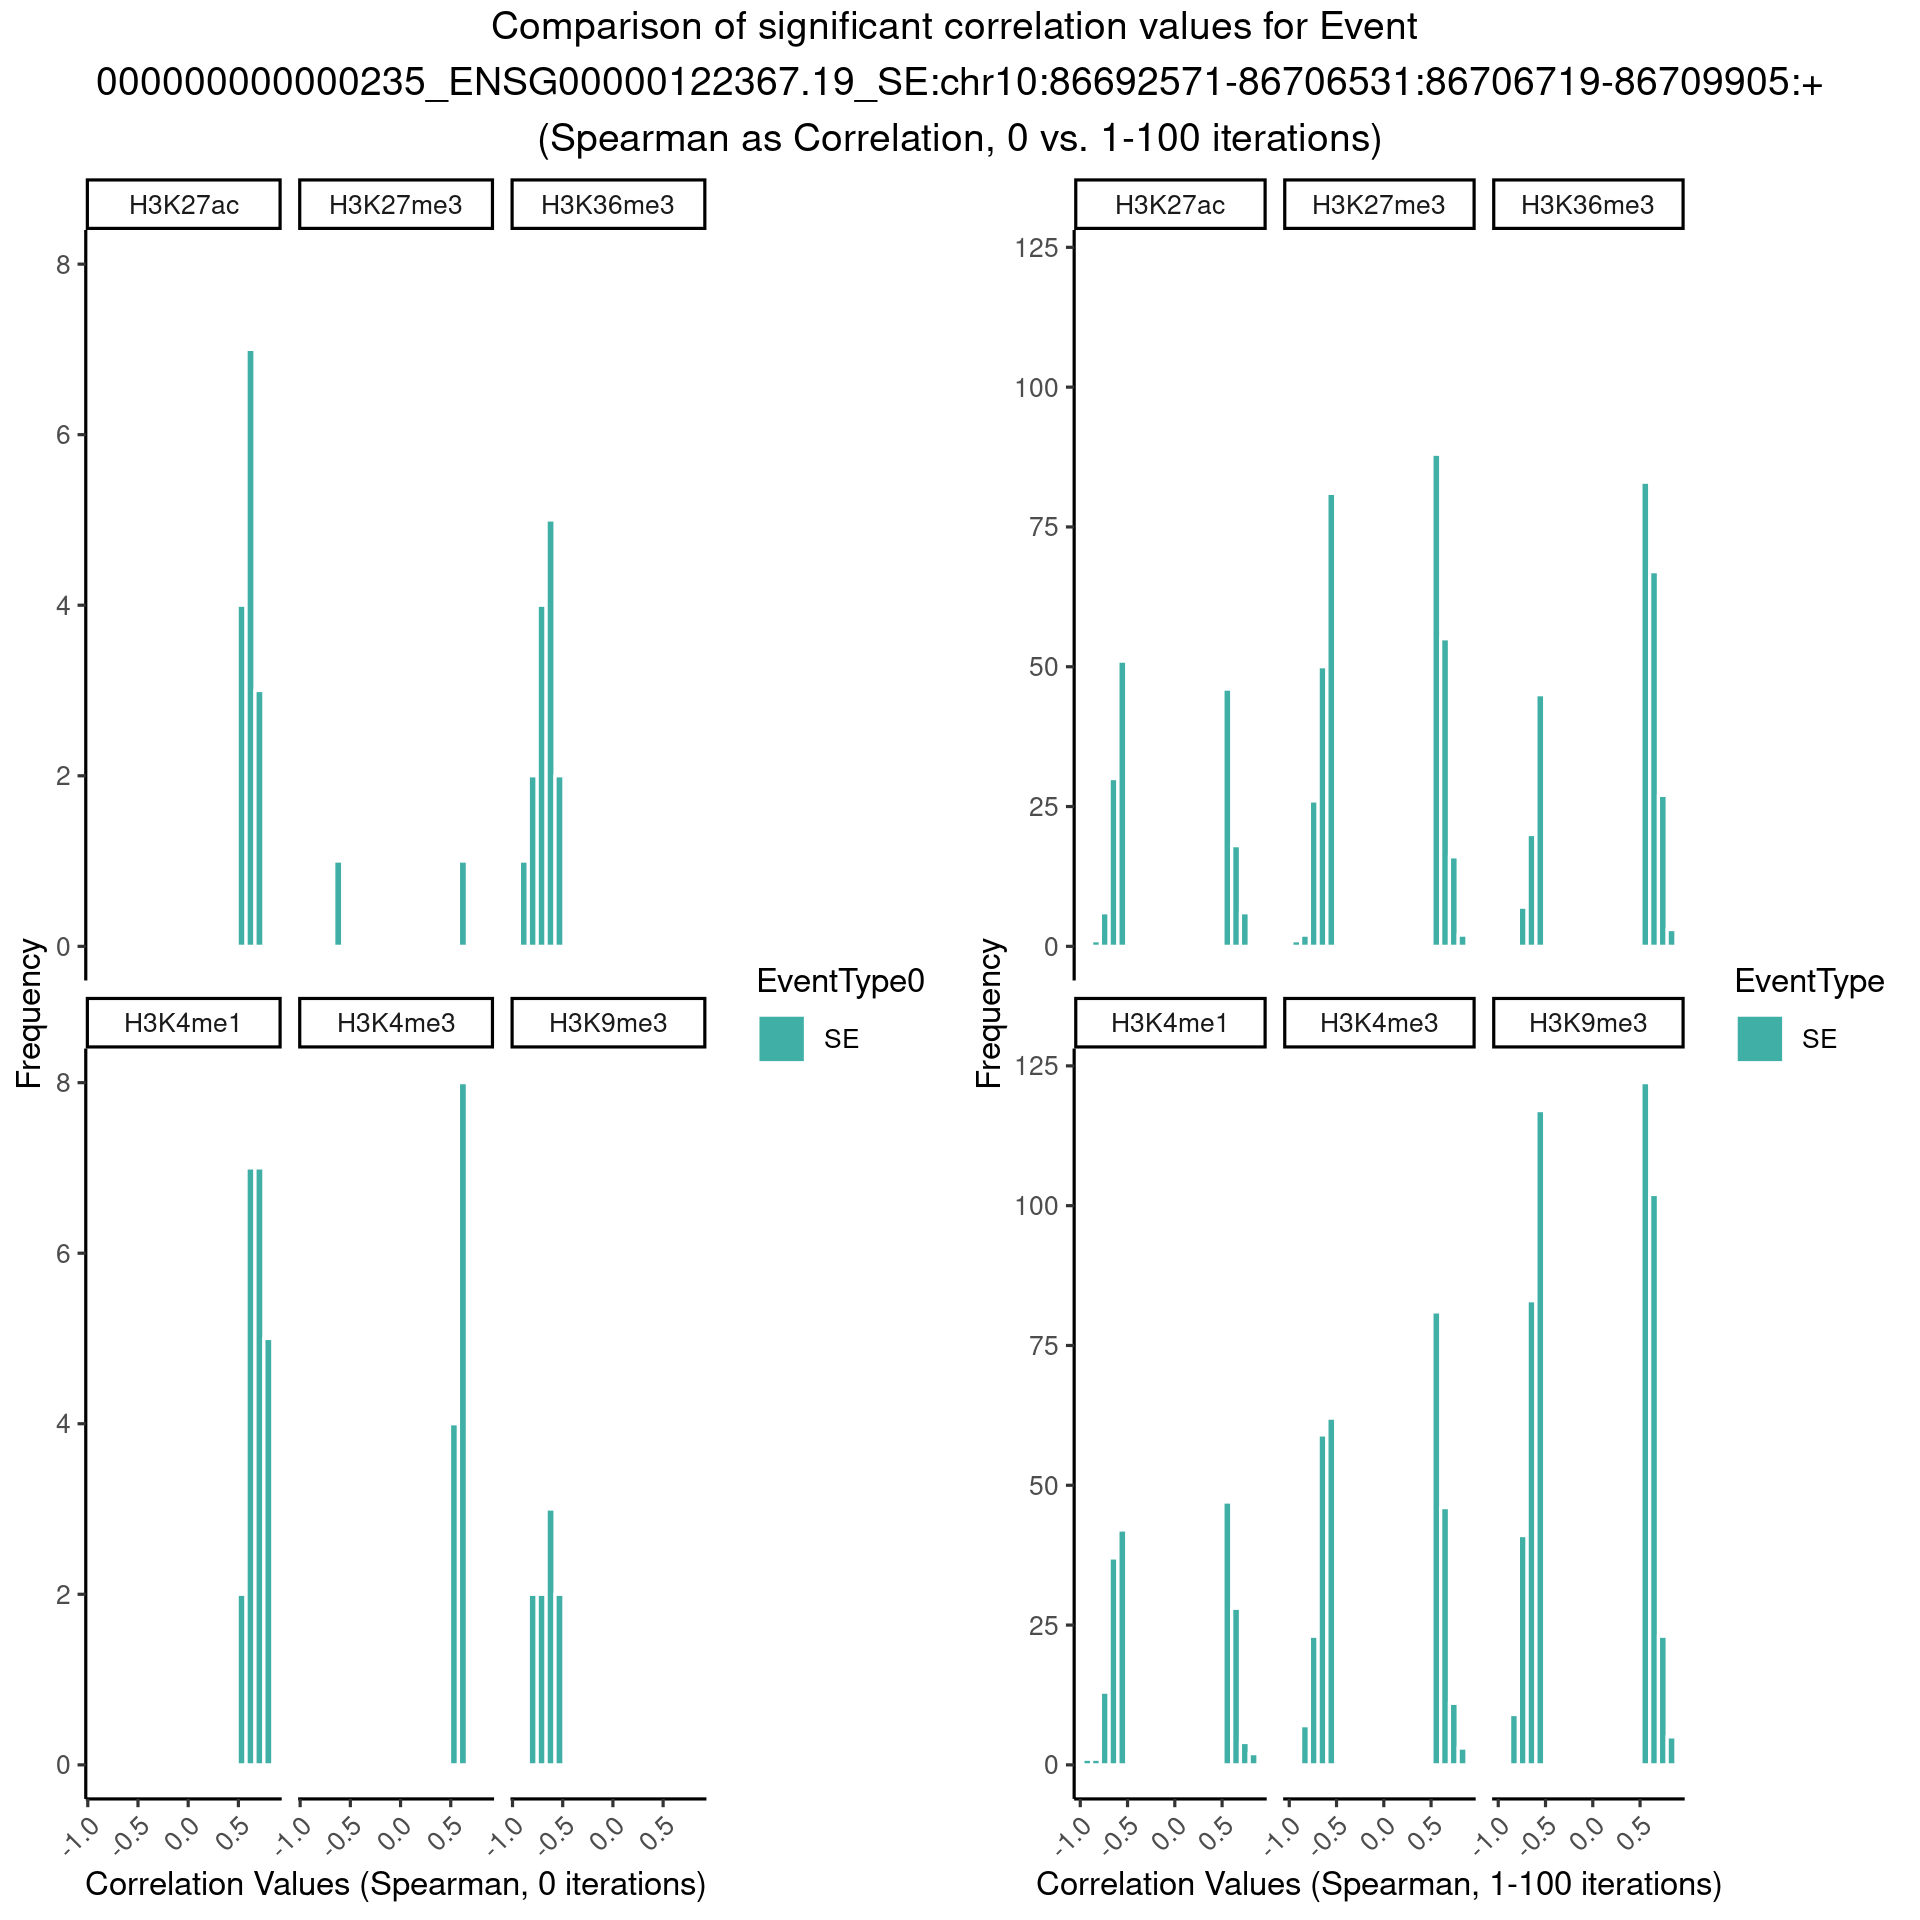 Comparison of significant correlation values for Event
000000000000235_ENSG00000122367.19_SE:chr10:86692571-86706531:86706719-86709905:+
(Spearman as Correlation, 0 vs. 1-100 iterations)
H3K27ac H3K27me3 H3K36me3
8
6
4
2
0
H3K4me1 H3K4me3 H3K9me3
8
6
4
2
0
-1.0 -0.5 0.0 0.5 -1.0 -0.5 0.0 0.5 -1.0 -0.5 0.0 0.5
Frequency
Correlation Values (Spearman, 0 iterations)
EventType0
SE
H3K27ac H3K27me3 H3K36me3
125
100
75
50
25
0
H3K4me1 H3K4me3 H3K9me3
125
100
75
50
25
0
-1.0 -0.5 0.0 0.5 -1.0 -0.5 0.0 0.5 -1.0 -0.5 0.0 0.5
Frequency
Correlation Values (Spearman, 1-100 iterations)
EventType
SE